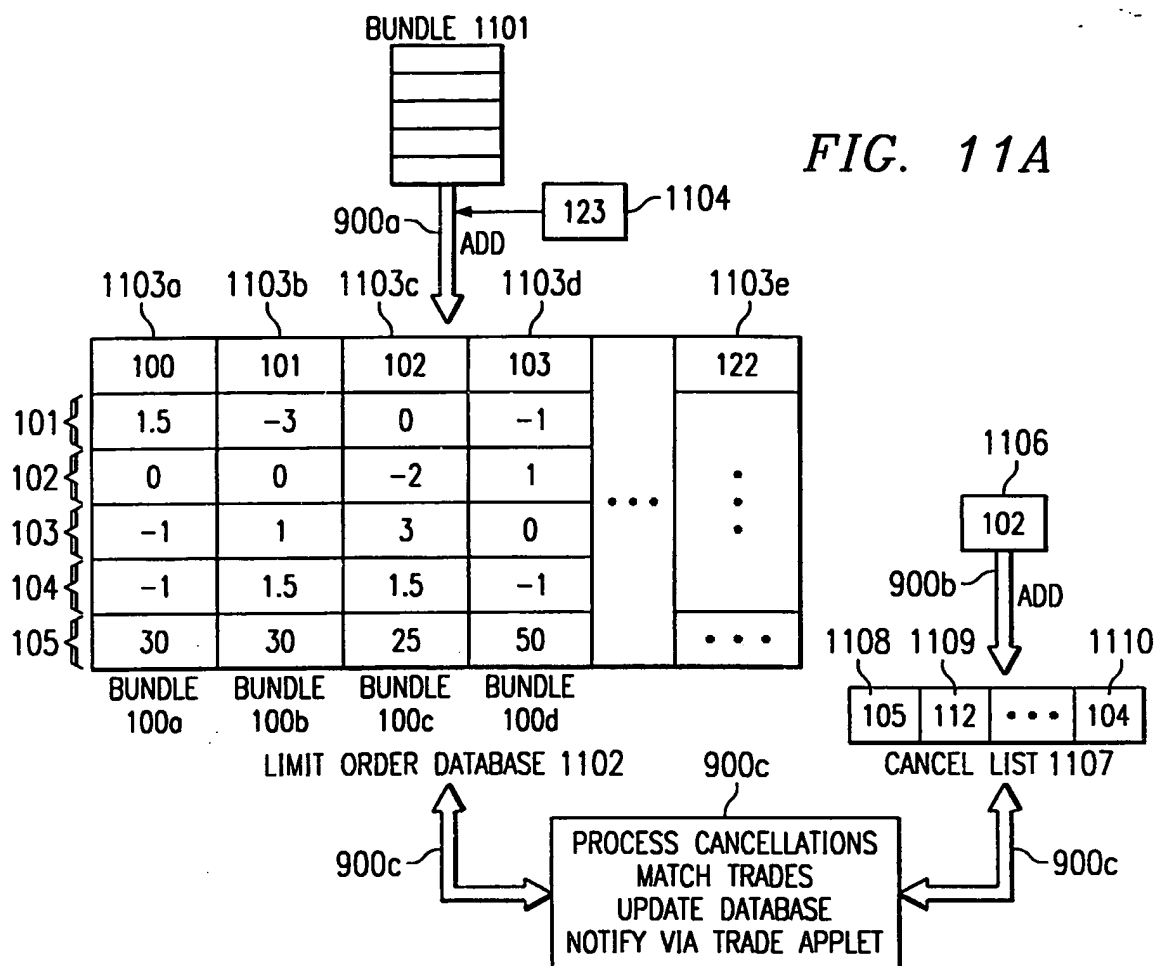 BUNDLE 1101
FIG. 11A
900a
ADD
123
1104
1103a 1103b 1103c 1103d 1103e
100 101 102 103 122
101 1.5 -3 0 -1
102 0 0 -2 1
103 -1 1 3 0
104 -1 1.5 1.5 -1
105 30 30 25 50
BUNDLE 100a
BUNDLE 100b
BUNDLE 100c
BUNDLE 100d
LIMIT ORDER DATABASE 1102
1106
102
900b
ADD
1108 1109 1110
105 112 • • • 104
CANCEL LIST 1107
900c
900c
PROCESS CANCELLATIONS
MATCH TRADES
UPDATE DATABASE
NOTIFY VIA TRADE APPLET
900c